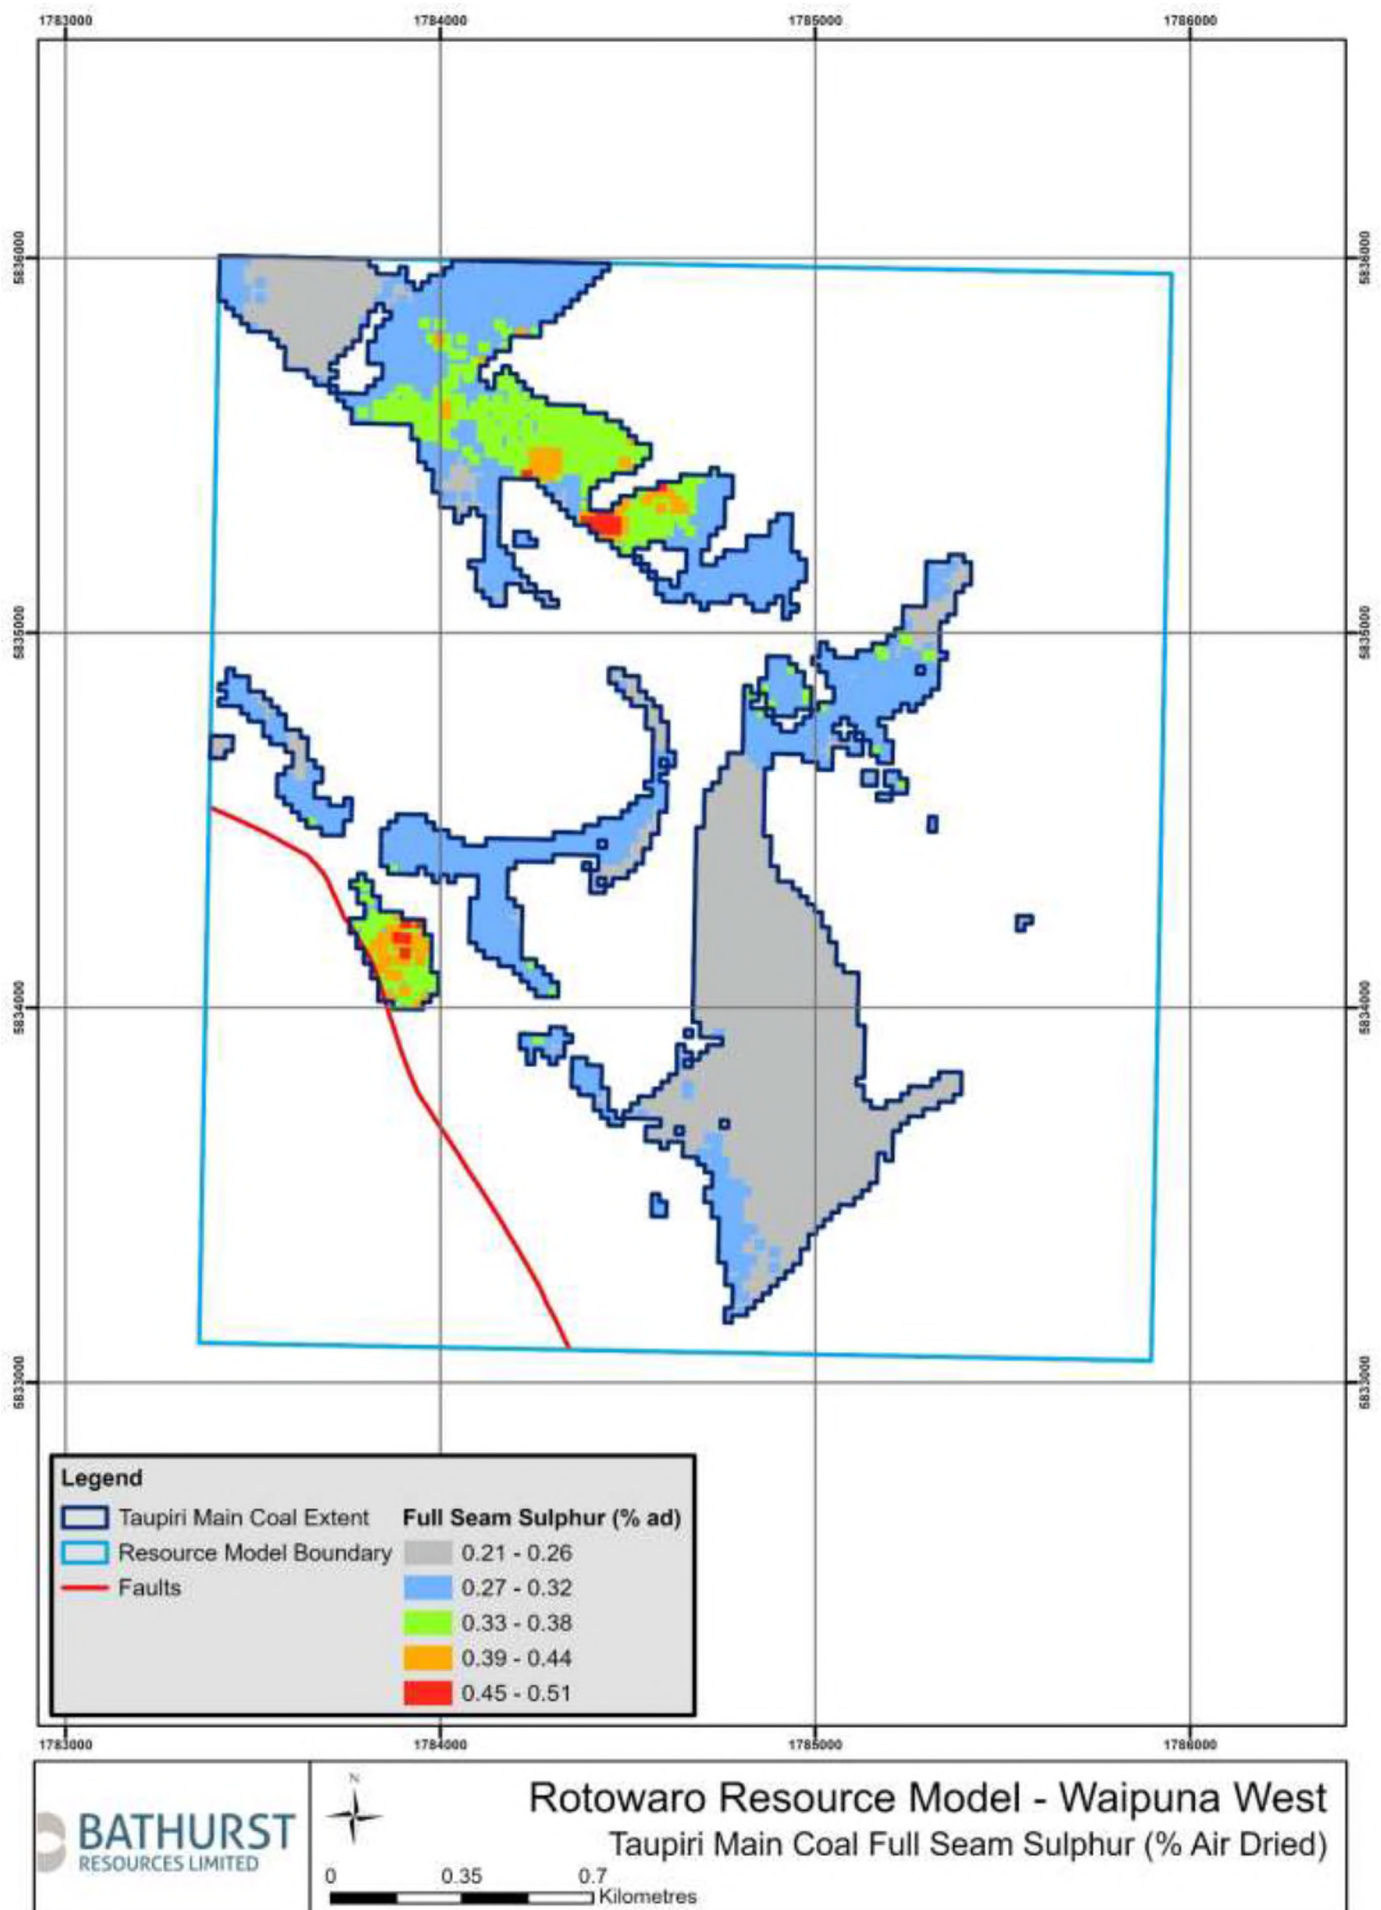 1783000 1784000 1785000 1786000
5836000 5836000
5835000 5835000
5834000 5834000
5833000 5833000
Legend
Taupiri Main Coal Extent
Resource Model Boundary
Faults
Full Seam Sulphur (% ad)
0.21 - 0.26
0.27 - 0.32
0.33 - 0.38
0.39 - 0.44
0.45 - 0.51
1783000 1784000 1785000 1786000
BATHURST
RESOURCES LIMITED
N
0 0.35 0.7
Kilometres
Rotowaro Resource Model - Waipuna West
Taupiri Main Coal Full Seam Sulphur (% Air Dried)